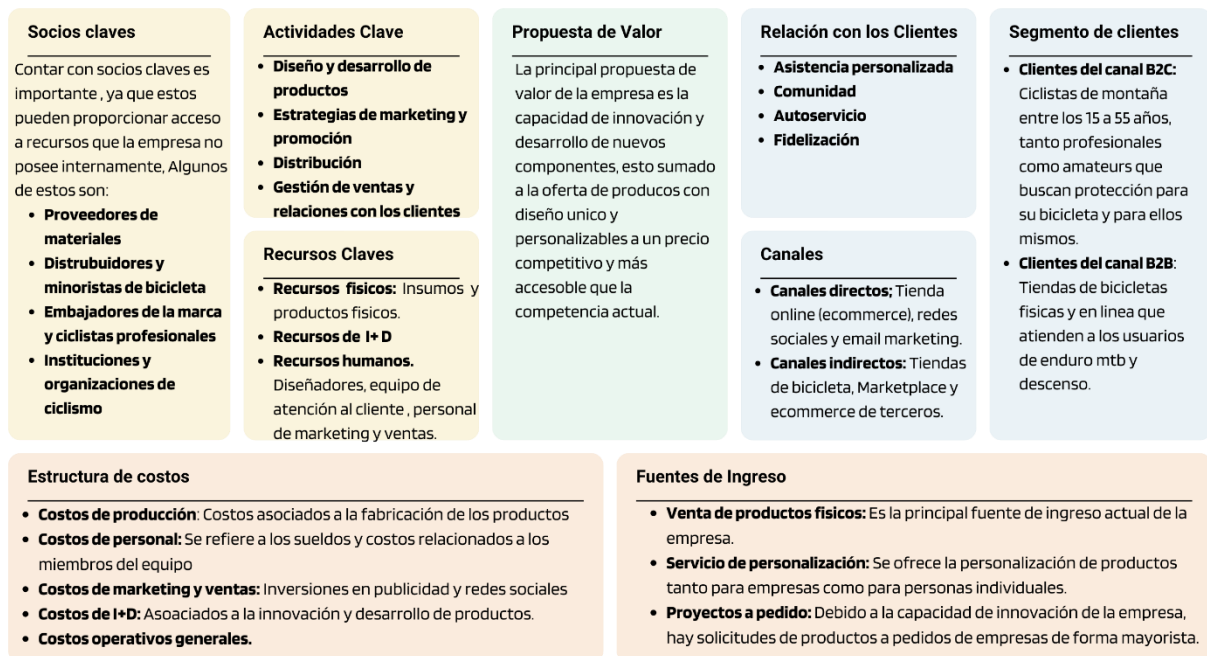 Socios claves
Contar con socios claves es
importante , ya que estos
pueden proporcionar acceso
a recursos que la empresa no
posee internamente, Algunos
de estos son:
• Proveedores de
materiales
• Distrubuidores y
minoristas de bicicleta
• Embajadores de la marca
y ciclistas profesionales
• Instituciones y
organizaciones de
ciclismo
Actividades Clave
• Diseño y desarrollo de
productos
• Estrategias de marketing y
promoción
• Distribución
• Gestión de ventas y
relaciones con los clientes
Recursos Claves
• Recursos fisicos: Insumos y
productos fisicos.
• Recursos de I+D
• Recursos humanos.
Diseñadores, equipo de
atención al cliente , personal
de marketing y ventas.
Propuesta de Valor
La principal propuesta de
valor de la empresa es la
capacidad de innovación y
desarrollo de nuevos
componentes, esto sumado
a la oferta de producos con
diseño unico y
personalizables a un precio
competitivo y más
accesoble que la
competencia actual.
Relación con los Clientes
• Asistencia personalizada
• Comunidad
• Autoservicio
• Fidelización
Canales
• Canales directos; Tienda
online (ecommerce), redes
sociales y email marketing.
• Canales indirectos: Tiendas
de bicicleta, Marketplace y
ecommerce de terceros.
Segmento de clientes
• Clientes del canal B2C:
Ciclistas de montaña
entre los 15 a 55 años,
tanto profesionales
como amateurs que
buscan protección para
su bicicleta y para ellos
mismos.
• Clientes del canal B2B:
Tiendas de bicicletas
fisicas y en linea que
atienden a los usuarios
de enduro mtb y
descenso.
Estructura de costos
• Costos de producción: Costos asociados a la fabricación de los productos
• Costos de personal: Se refiere a los sueldos y costos relacionados a los
miembros del equipo
• Costos de marketing y ventas: Inversiones en publicidad y redes sociales
• Costos de I+D: Asoaciados a la innovación y desarrollo de productos.
• Costos operativos generales.
Fuentes de Ingreso
• Venta de productos fisicos: Es la principal fuente de ingreso actual de la
empresa.
• Servicio de personalización: Se ofrece la personalización de productos
tanto para empresas como para personas individuales.
• Proyectos a pedido: Debido a la capacidad de innovación de la empresa,
hay solicitudes de productos a pedidos de empresas de forma mayorista.